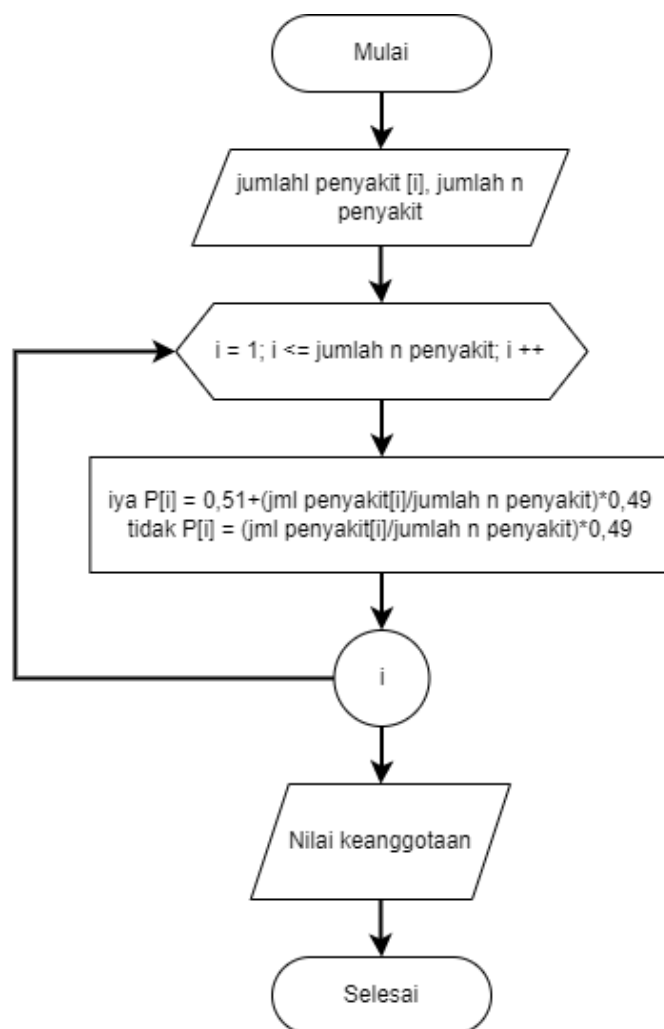 Mulai
jumlahl penyakit [i], jumlah n
penyakit
i = 1; i <= jumlah n penyakit; i ++
iya P[i] = 0,51+(jml penyakit[i]/jumlah n penyakit)*0,49
tidak P[i] = (jml penyakit[i]/jumlah n penyakit)*0,49
i
Nilai keanggotaan
Selesai